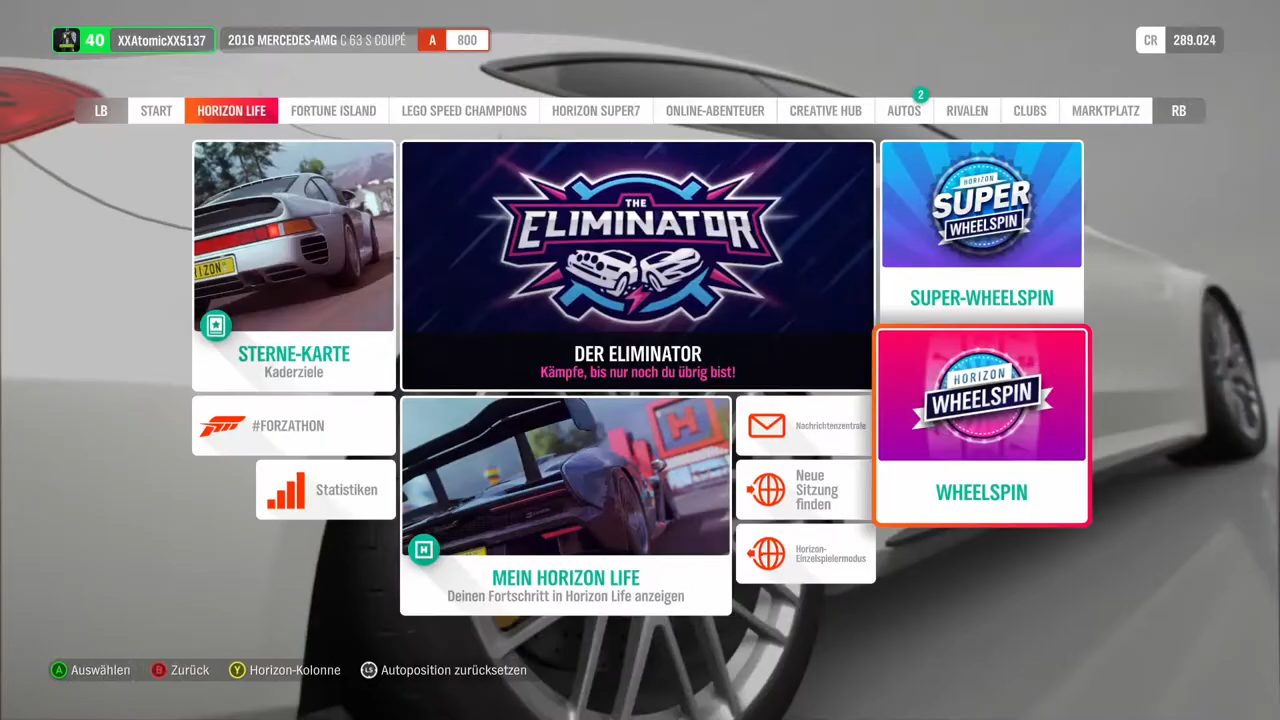 40 XXAtomicXX5137
2016 MERCEDES-AMG C 63 S COUPÉ A 800
CR 289.024
LB START HORIZON LIFE FORTUNE ISLAND LEGO SPEED CHAMPIONS HORIZON SUPER7 ONLINE-ABENTEUER CREATIVE HUB AUTOS 2 RIVALEN CLUBS MARKTPLATZ RB
STERNE-KARTE
Kaderziele
THE
ELIMINATOR
DER ELIMINATOR
Kämpfe, bis nur noch du übrig bist!
HORIZON
SUPER
WHEELSPIN
SUPER-WHEELSPIN
HORIZON
WHEELSPIN
WHEELSPIN
#FORZATHON
Statistiken
H
MEIN HORIZON LIFE
Deinen Fortschritt in Horizon Life anzeigen
Nachrichtenzentrale
Neue
Sitzung
finden
Horizon-
Einzelspielermodus
A Auswählen B Zurück Y Horizon-Kolonne LS Autoposition zurücksetzen